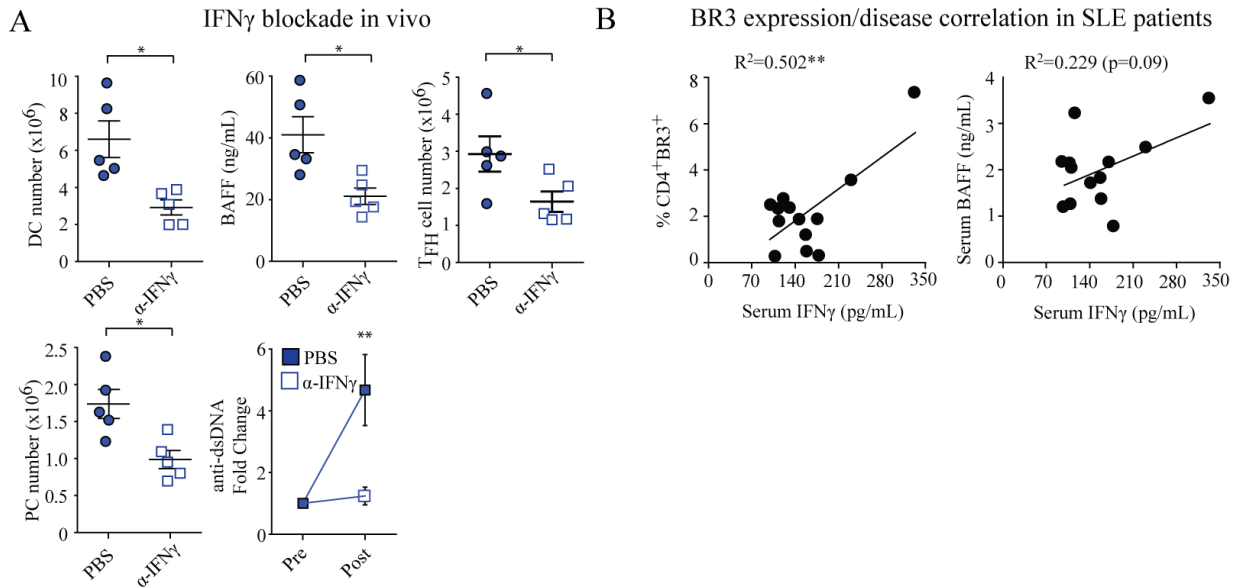 A
IFNγ blockade in vivo
*
DC number (x10⁶)
10
8
6
4
2
0
PBS
α-IFNγ
*
BAFF (ng/mL)
60
40
20
0
PBS
α-IFNγ
*
T_FH cell number (x10⁶)
5
4
3
2
1
0
PBS
α-IFNγ
*
PC number (x10⁶)
2.5
2.0
1.5
1.0
0.5
0
PBS
α-IFNγ
anti-dsDNA
Fold Change
6
4
2
0
PBS
α-IFNγ
**
Pre
Post
B
BR3 expression/disease correlation in SLE patients
R²=0.502**
% CD4⁺BR3⁺
8
6
4
2
0
0
70
140
210
280
350
Serum IFNγ (pg/mL)
R²=0.229 (p=0.09)
Serum BAFF (ng/mL)
4
3
2
1
0
0
70
140
210
280
350
Serum IFNγ (pg/mL)